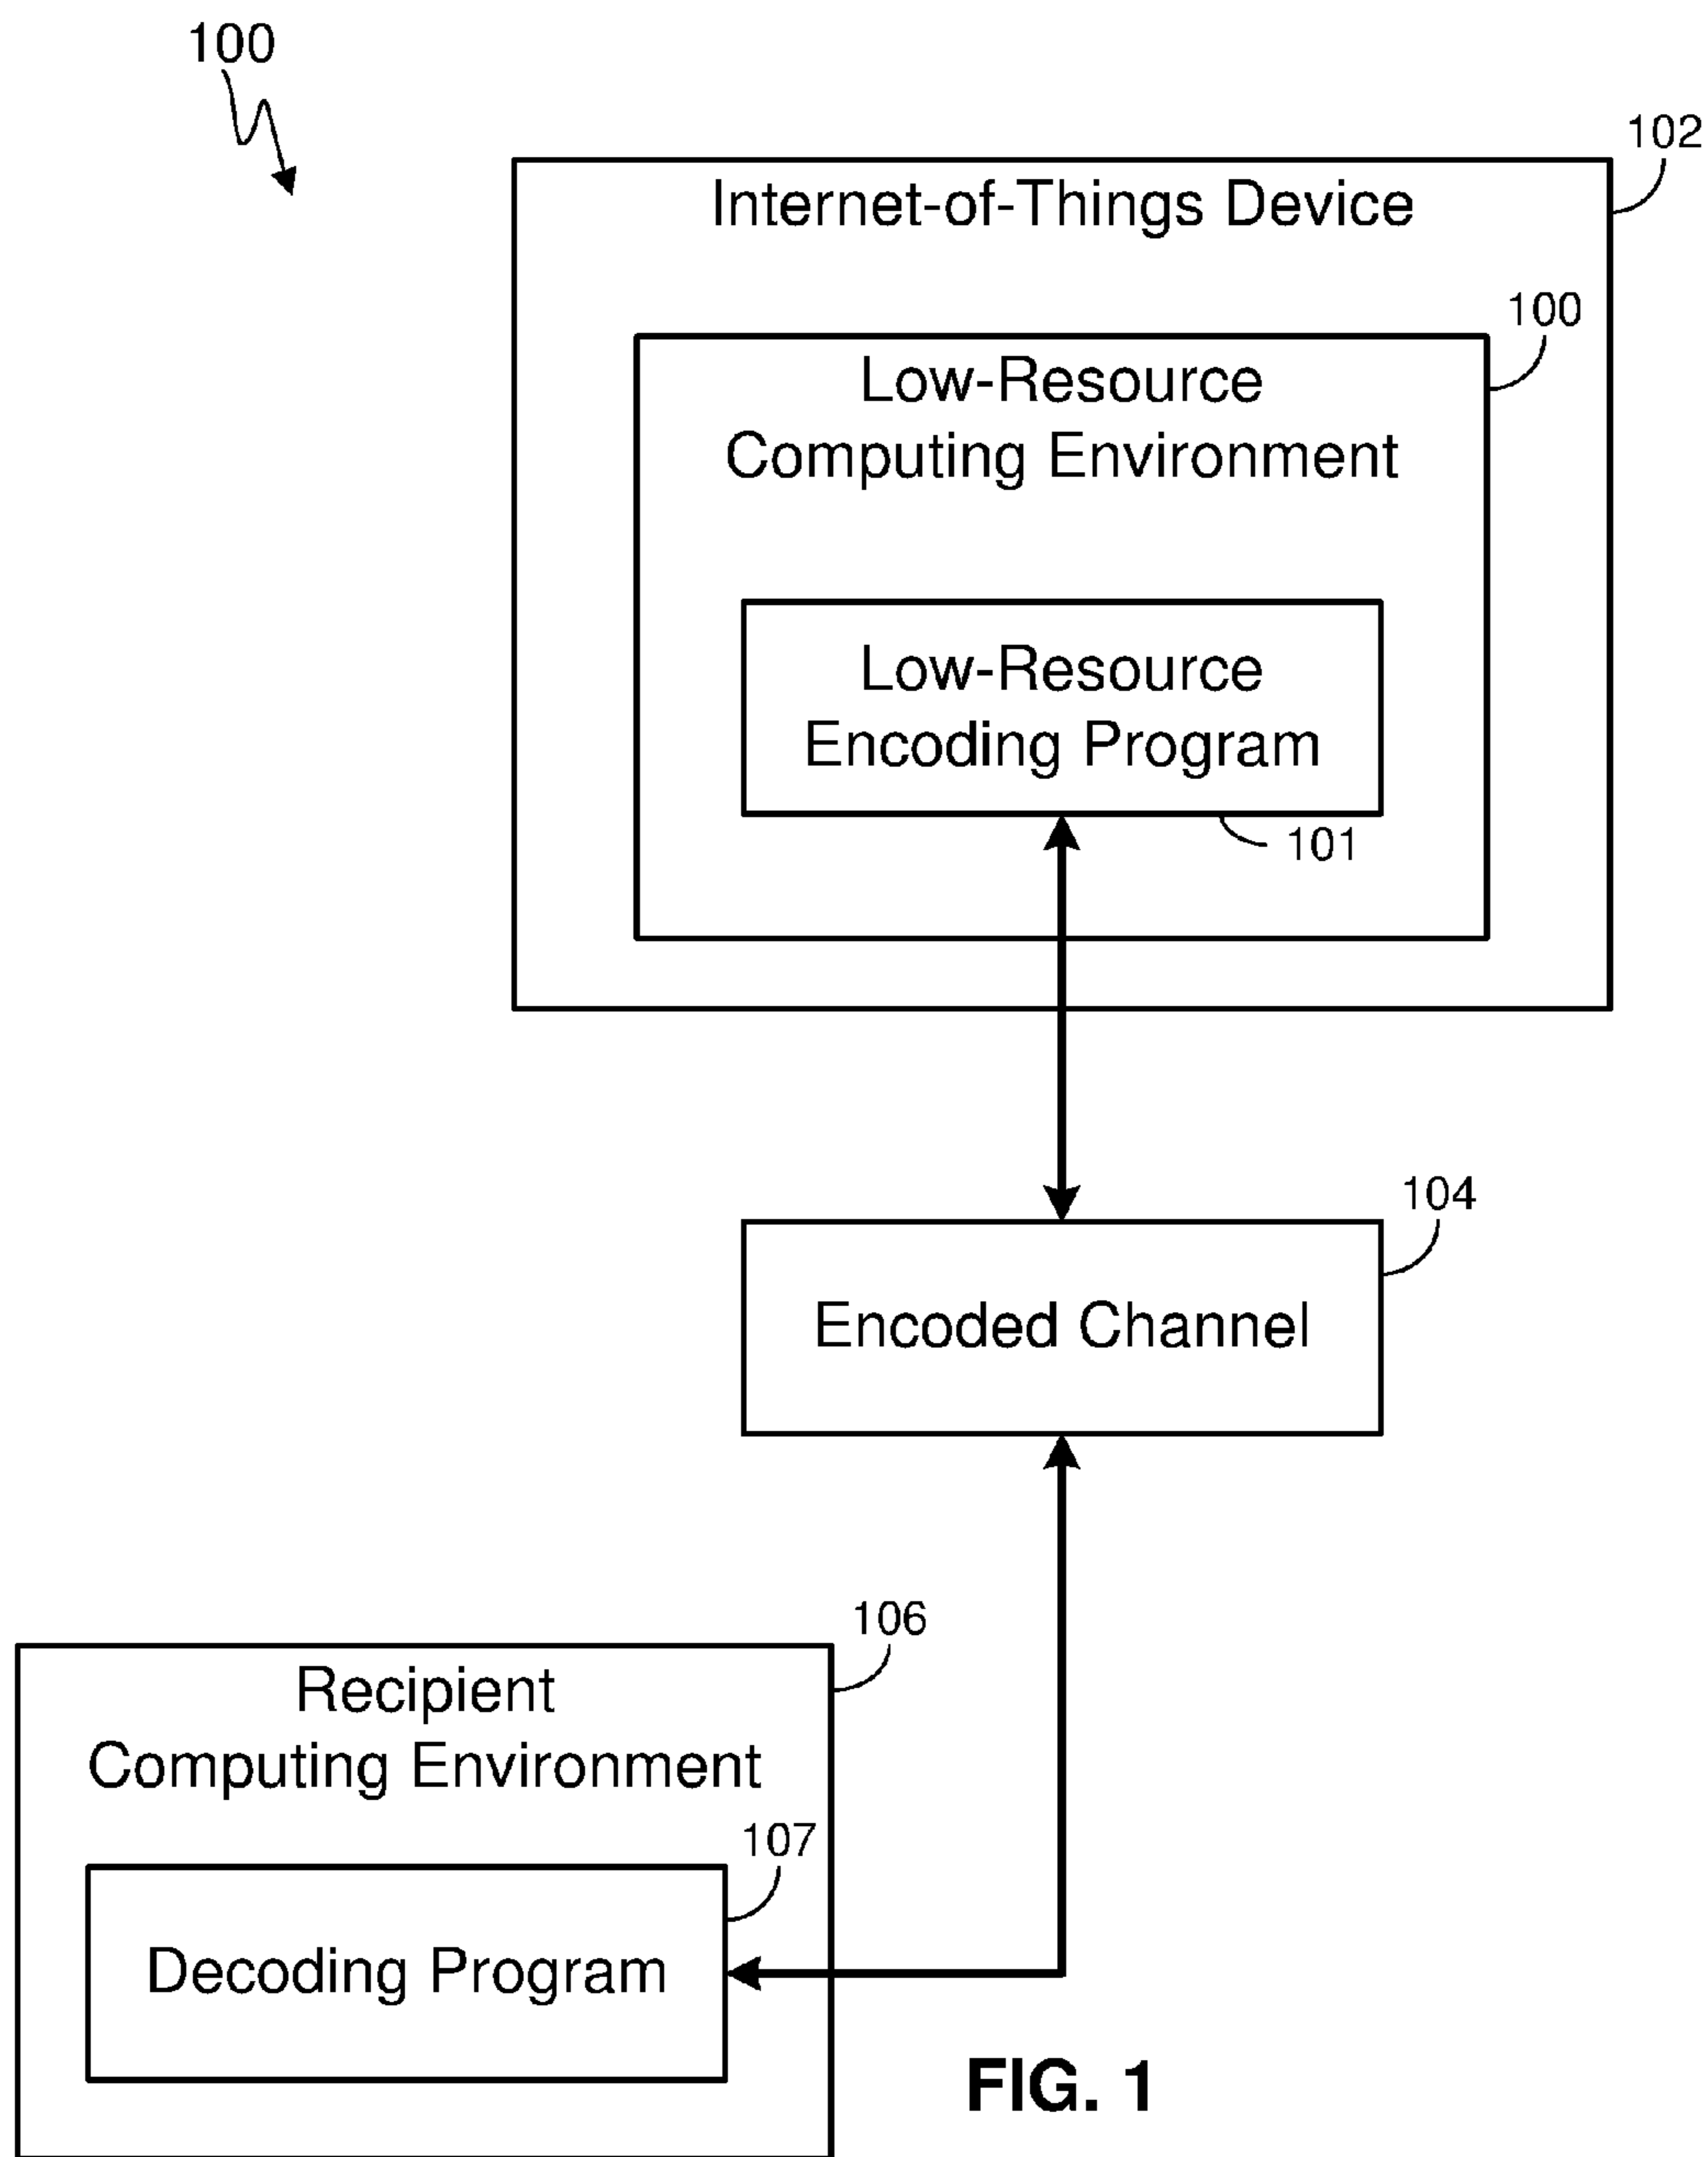 100
102
Internet-of-Things Device
100
Low-Resource
Computing Environment
Low-Resource
Encoding Program
101
104
Encoded Channel
106
Recipient
Computing Environment
107
Decoding Program
FIG. 1